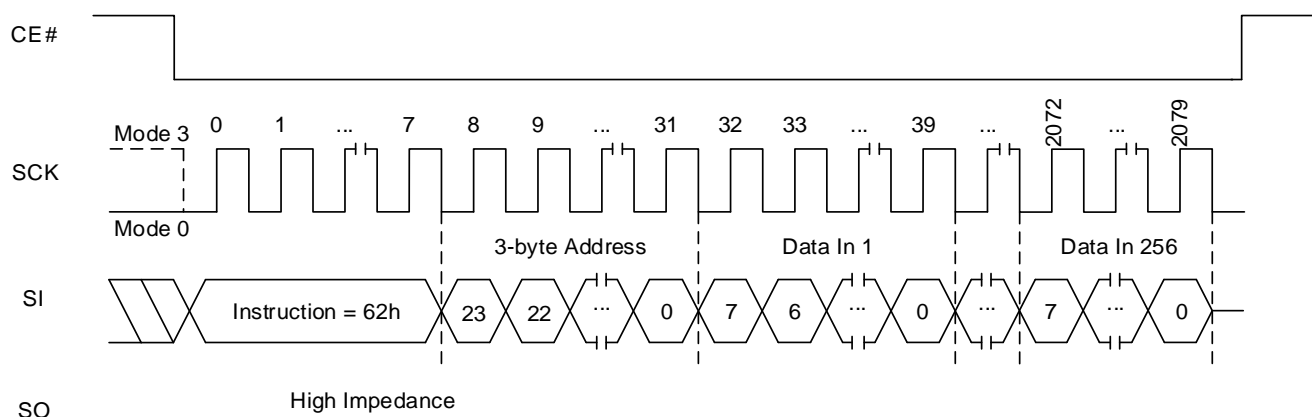 CE#
Mode 3 0 1 ... 7 8 9 ... 31 32 33 ... 39 ... 2072 ... 2079
SCK
Mode 0
3-byte Address Data In 1 Data In 256
SI Instruction = 62h 23 22 ... 0 7 6 ... 0 ... 7 ... 0
SO High Impedance